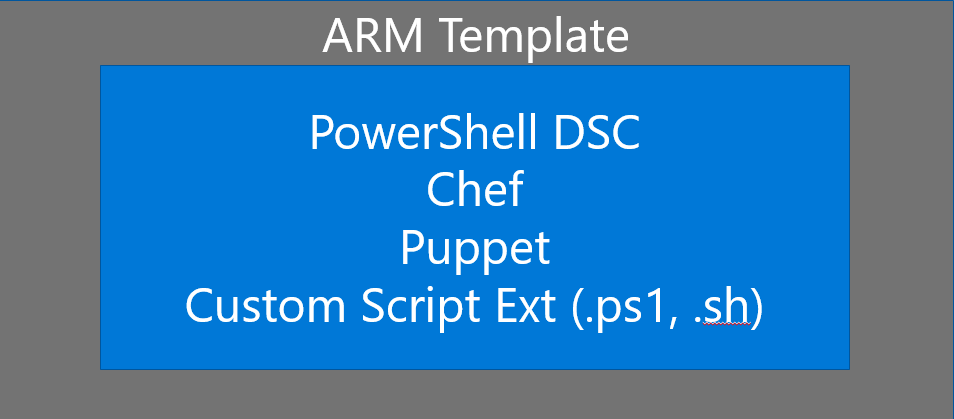 ARM Template
PowerShell DSC
Chef
Puppet
Custom Script Ext (.ps1, .sh)